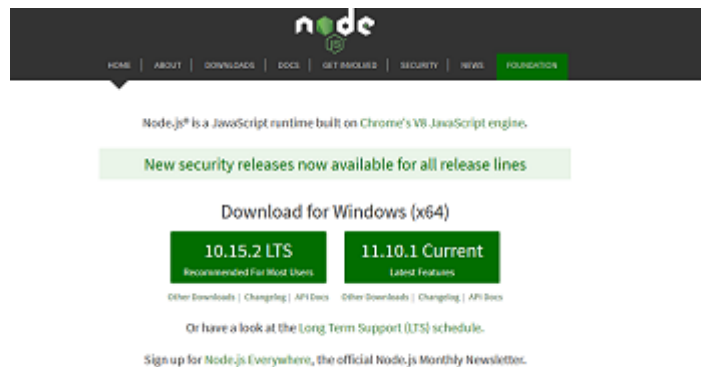 node
JS
HOME | ABOUT | DOWNLOADS | DOCS | GET INVOLVED | SECURITY | NEWS | FOUNDATION
Node.js® is a JavaScript runtime built on Chrome's V8 JavaScript engine.
New security releases now available for all release lines
Download for Windows (x64)
10.15.2 LTS
Recommended For Most Users
11.10.1 Current
Latest Features
Other Downloads | Changelog | API Docs
Other Downloads | Changelog | API Docs
Or have a look at the Long Term Support (LTS) schedule.
Sign up for Node.js Everywhere, the official Node.js Monthly Newsletter.